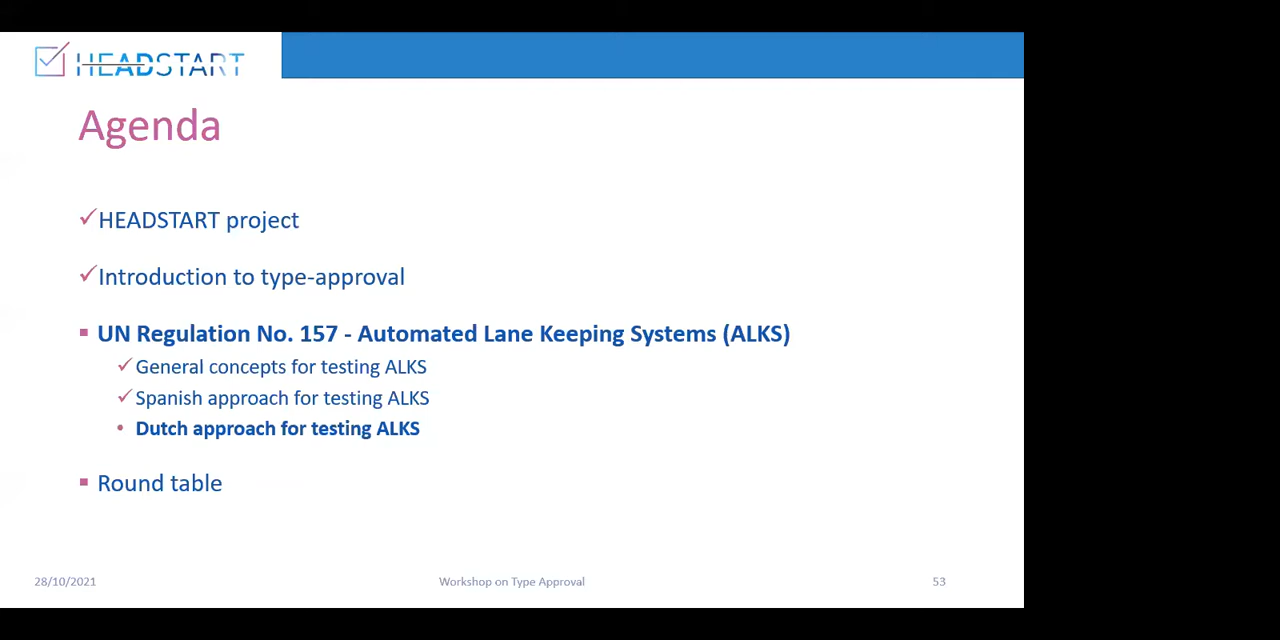 HEADSTART
Agenda
HEADSTART project
Introduction to type-approval
UN Regulation No. 157 - Automated Lane Keeping Systems (ALKS)
General concepts for testing ALKS
Spanish approach for testing ALKS
Dutch approach for testing ALKS
Round table
28/10/2021 Workshop on Type Approval 53